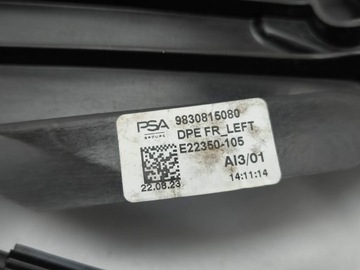 PSA
GROUPE
9830815080
DPE FR_LEFT
E22350-105
AI3/01
22.08.23
14:11:14